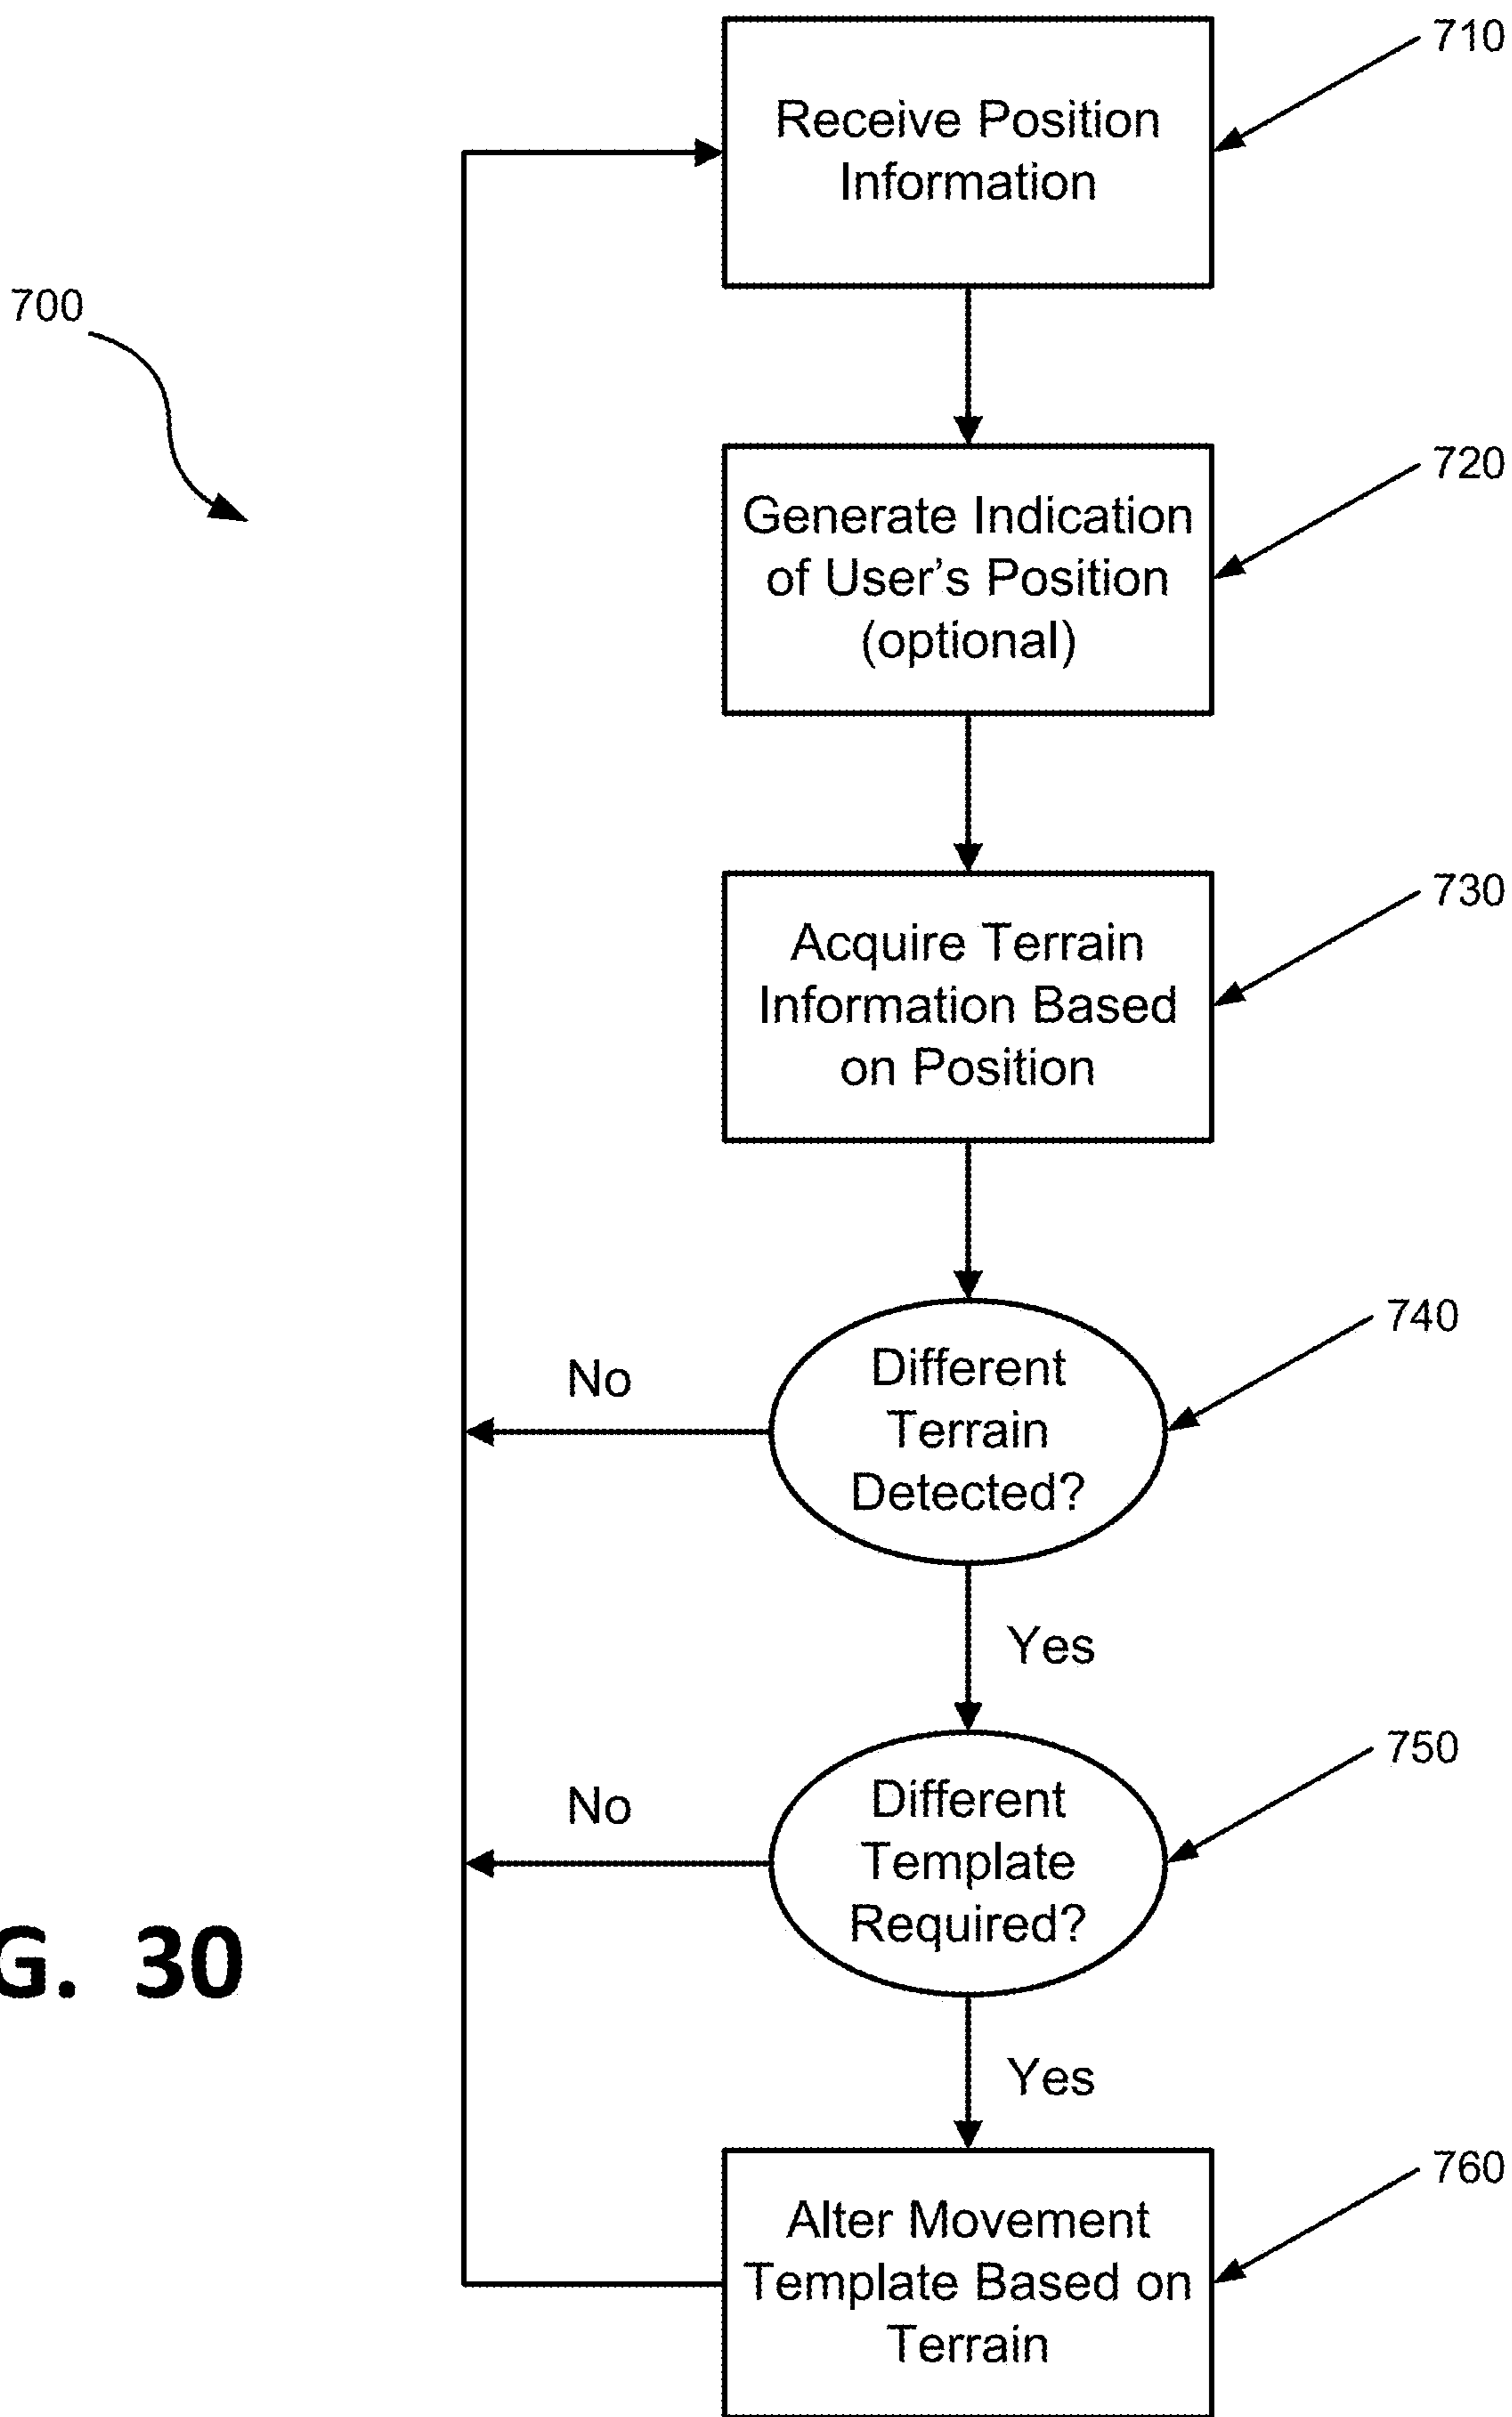 710
Receive Position
Information
700
720
Generate Indication
of User's Position
(optional)
730
Acquire Terrain
Information Based
on Position
740
Different
Terrain
Detected?
No
Yes
750
Different
Template
Required?
No
G. 30
Yes
760
Alter Movement
Template Based on
Terrain